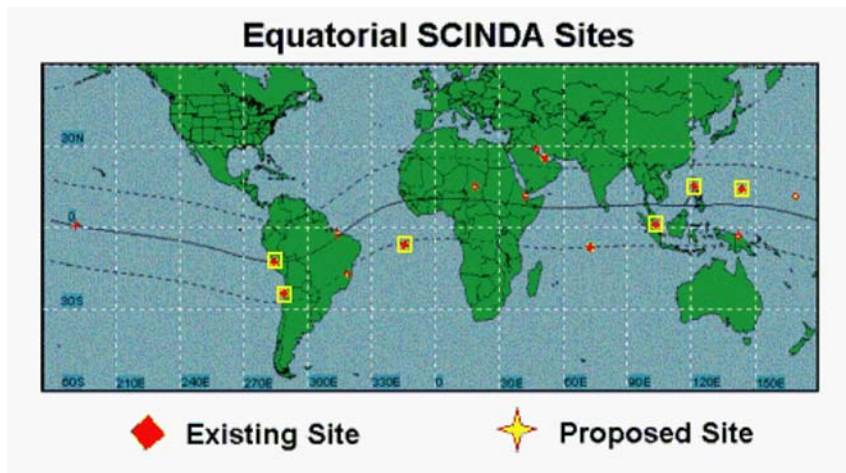 Equatorial SCINDA Sites
30N
0
30S
60S 210E 240E 270E 300E 330E 0 30E 60E 90E 120E 150E
Existing Site Proposed Site